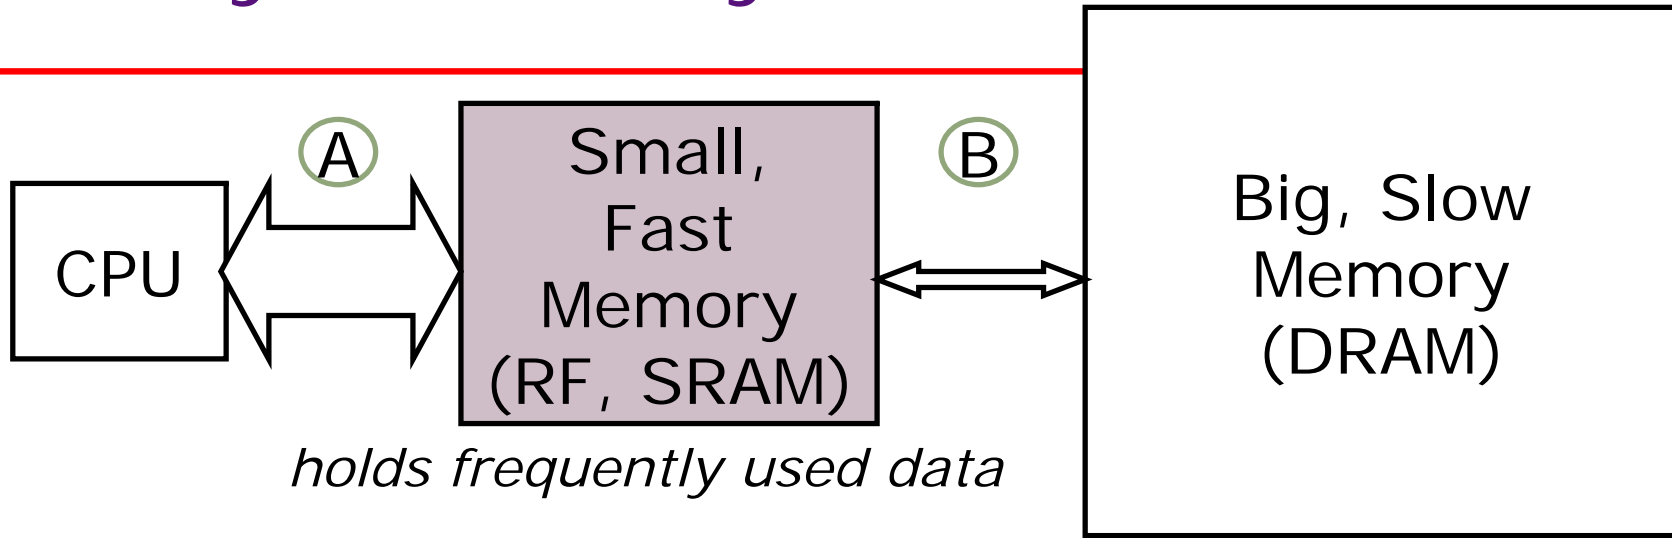 A
B
CPU
Small,
Fast
Memory
(RF, SRAM)
Big, Slow
Memory
(DRAM)
holds frequently used data